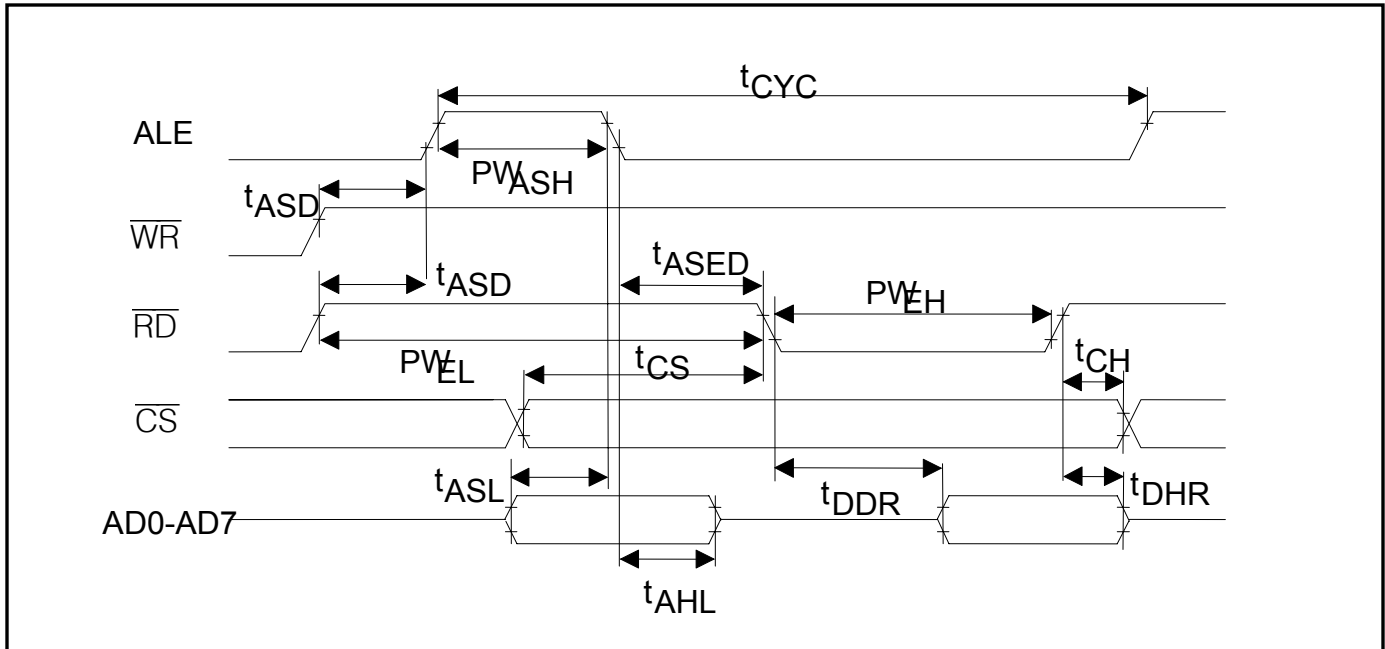 tCYC
ALE
PWASH
tASD
WR
tASED
tASD
PWEH
RD
PWEL
tCS
tCH
CS
tASL
tDDR
tDHR
AD0-AD7
tAHL